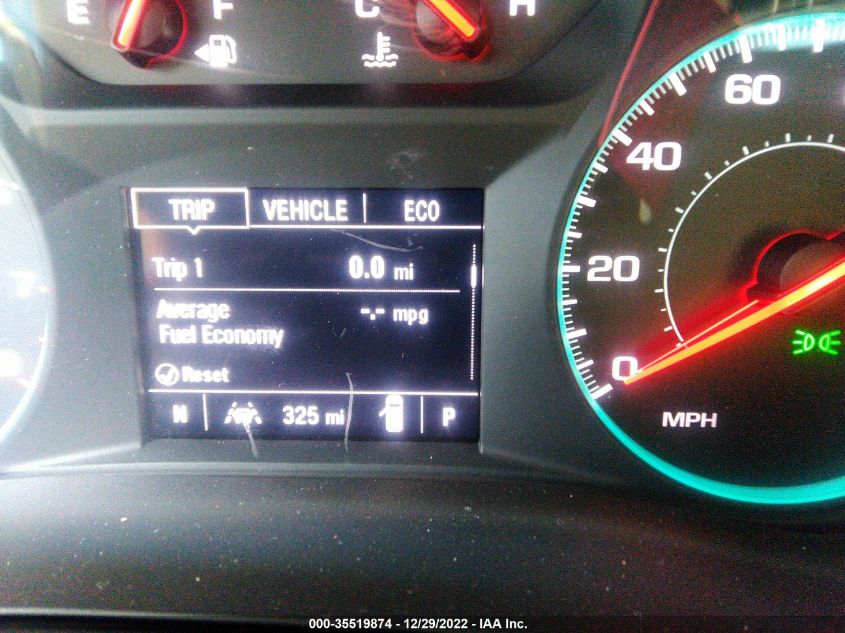 E F C H
TRIP VEHICLE ECO
Trip 1 0.0 mi
Average -.- mpg
Fuel Economy
Reset
N 325 mi P
60
40
20
0
MPH
7
000-35519874 / 12/29/2022 - IAA Inc.